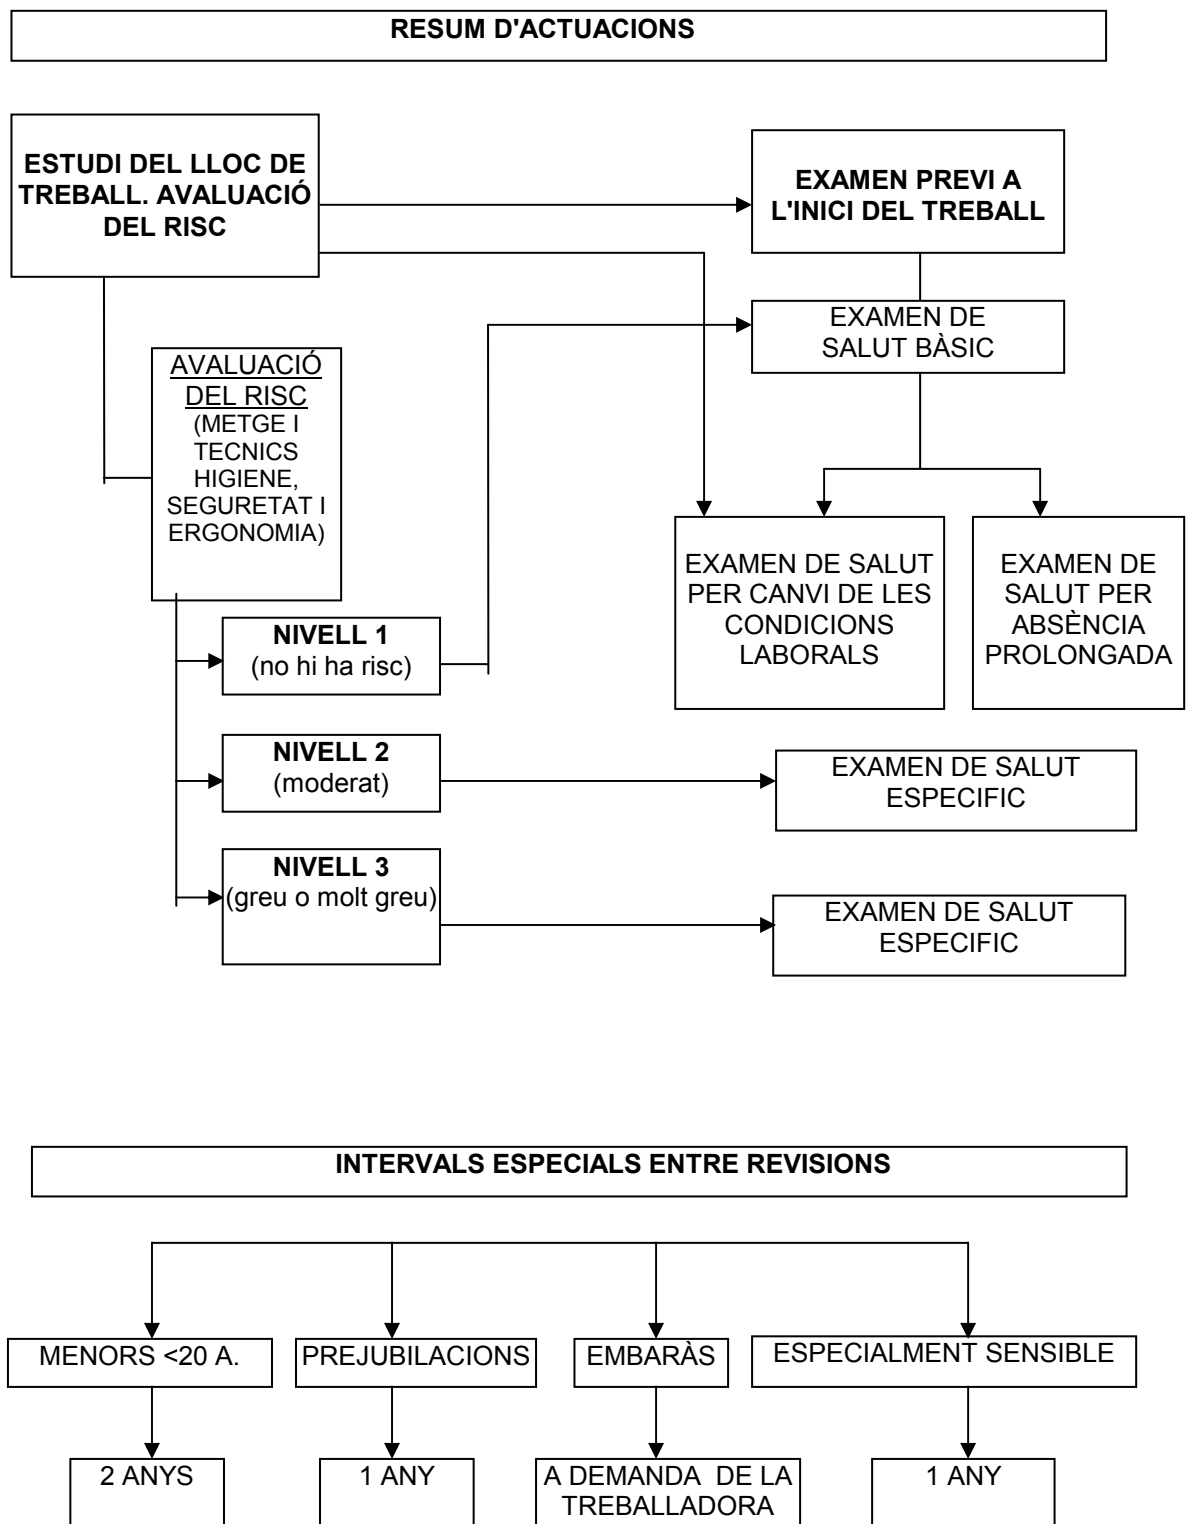 RESUM D'ACTUACIONS
ESTUDI DEL LLOC DE
TREBALL. AVALUACIÓ
DEL RISC
EXAMEN PREVI A
L'INICI DEL TREBALL
EXAMEN DE
SALUT BÀSIC
AVALUACIÓ
DEL RISC
(METGE I
TECNICS
HIGIENE,
SEGURETAT I
ERGONOMIA)
EXAMEN DE SALUT
PER CANVI DE LES
CONDICIONS
LABORALS
EXAMEN DE
SALUT PER
ABSÈNCIA
PROLONGADA
NIVELL 1
(no hi ha risc)
NIVELL 2
(moderat)
EXAMEN DE SALUT
ESPECIFIC
NIVELL 3
(greu o molt greu)
EXAMEN DE SALUT
ESPECIFIC
INTERVALS ESPECIALS ENTRE REVISIONS
MENORS <20 A.
PREJUBILACIONS
EMBARÀS
ESPECIALMENT SENSIBLE
2 ANYS
1 ANY
A DEMANDA  DE LA
TREBALLADORA
1 ANY